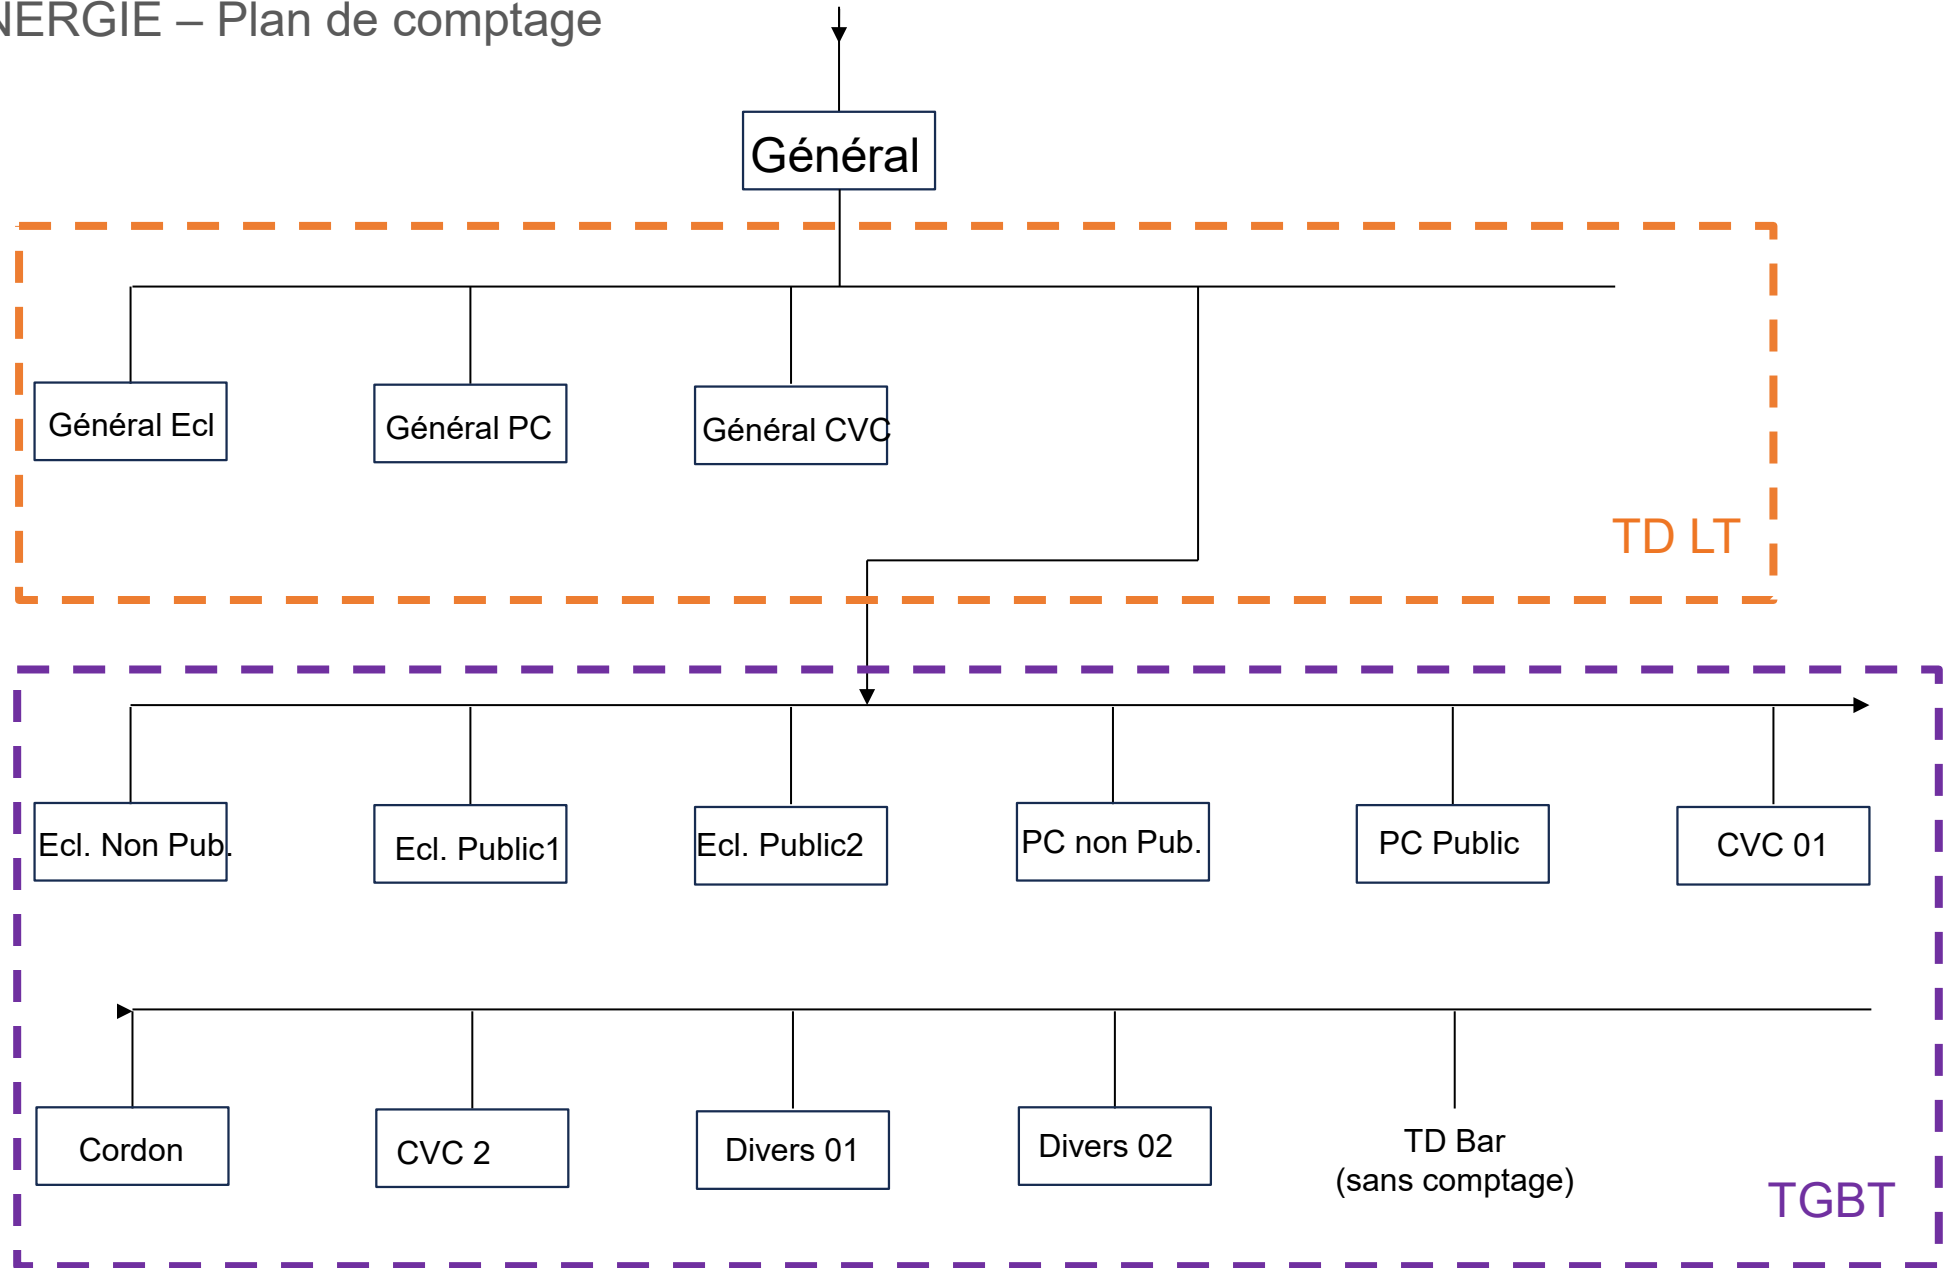 NERGIE – Plan de comptage
Général
Général Ecl
Général PC
Général CVC
TD LT
Ecl. Non Pub.
Ecl. Public1
Ecl. Public2
PC non Pub.
PC Public
CVC 01
Cordon
CVC 2
Divers 01
Divers 02
TD Bar
(sans comptage)
TGBT